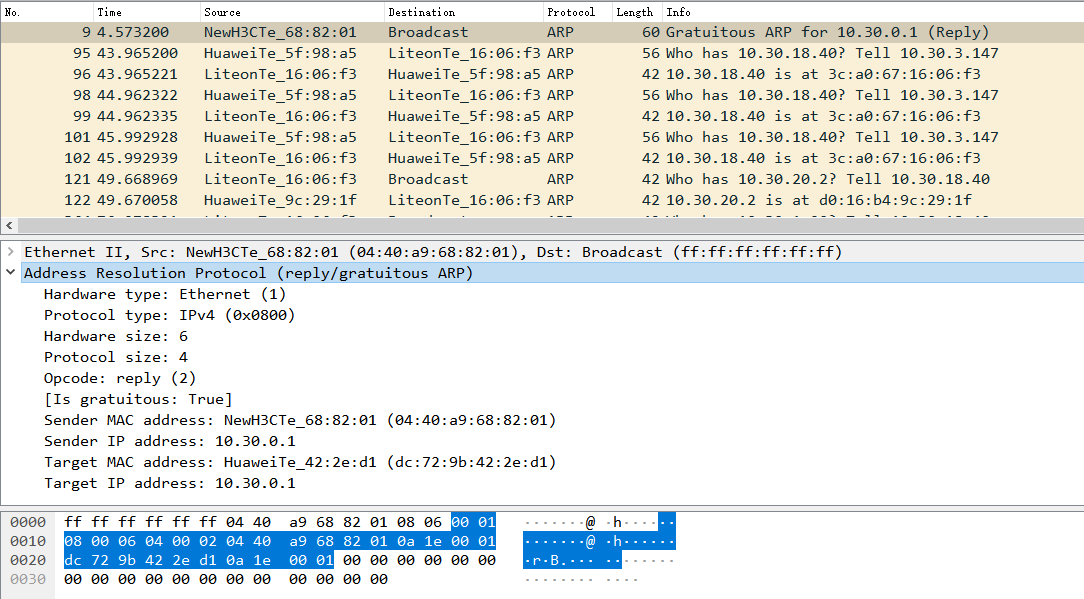 No. Time Source Destination Protocol Length Info
9 4.573200 NewH3CTe_68:82:01 Broadcast ARP 60 Gratuitous ARP for 10.30.0.1 (Reply)
95 43.965200 HuaweiTe_5f:98:a5 LiteonTe_16:06:f3 ARP 56 Who has 10.30.18.40? Tell 10.30.3.147
96 43.965221 LiteonTe_16:06:f3 HuaweiTe_5f:98:a5 ARP 42 10.30.18.40 is at 3c:a0:67:16:06:f3
98 44.962322 HuaweiTe_5f:98:a5 LiteonTe_16:06:f3 ARP 56 Who has 10.30.18.40? Tell 10.30.3.147
99 44.962335 LiteonTe_16:06:f3 HuaweiTe_5f:98:a5 ARP 42 10.30.18.40 is at 3c:a0:67:16:06:f3
101 45.992928 HuaweiTe_5f:98:a5 LiteonTe_16:06:f3 ARP 56 Who has 10.30.18.40? Tell 10.30.3.147
102 45.992939 LiteonTe_16:06:f3 HuaweiTe_5f:98:a5 ARP 42 10.30.18.40 is at 3c:a0:67:16:06:f3
121 49.668969 LiteonTe_16:06:f3 Broadcast ARP 42 Who has 10.30.20.2? Tell 10.30.18.40
122 49.670058 HuaweiTe_9c:29:1f LiteonTe_16:06:f3 ARP 42 10.30.20.2 is at d0:16:b4:9c:29:1f
Ethernet II, Src: NewH3CTe_68:82:01 (04:40:a9:68:82:01), Dst: Broadcast (ff:ff:ff:ff:ff:ff)
Address Resolution Protocol (reply/gratuitous ARP)
Hardware type: Ethernet (1)
Protocol type: IPv4 (0x0800)
Hardware size: 6
Protocol size: 4
Opcode: reply (2)
[Is gratuitous: True]
Sender MAC address: NewH3CTe_68:82:01 (04:40:a9:68:82:01)
Sender IP address: 10.30.0.1
Target MAC address: HuaweiTe_42:2e:d1 (dc:72:9b:42:2e:d1)
Target IP address: 10.30.0.1
0000 ff ff ff ff ff ff 04 40 a9 68 82 01 08 06 00 01 ·······@ ·h······
0010 08 00 06 04 00 02 04 40 a9 68 82 01 0a 1e 00 01 ·······@ ·h······
0020 dc 72 9b 42 2e d1 0a 1e 00 01 00 00 00 00 00 00 ·r·B.··· ········
0030 00 00 00 00 00 00 00 00 00 00 00 00 ········ ····